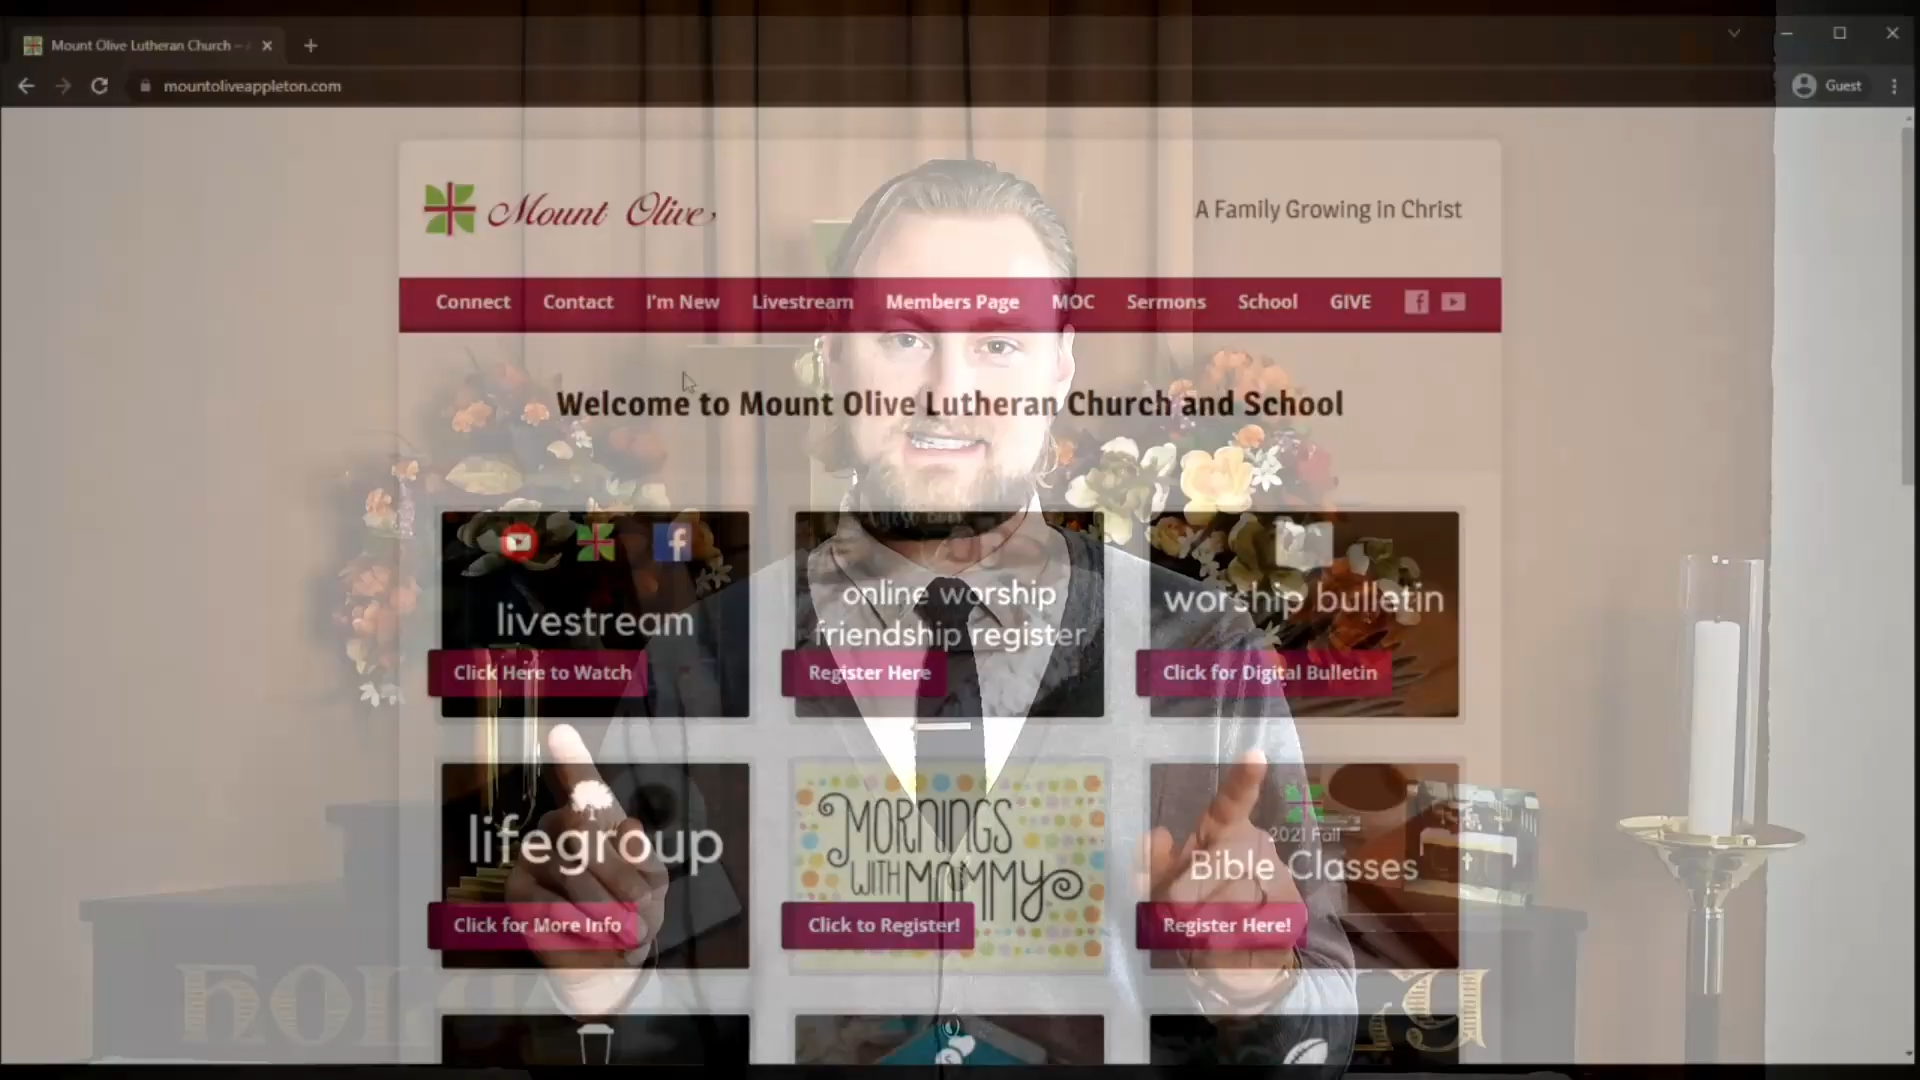 Mount Olive Lutheran Church –
mountoliveappleton.com
Guest
Mount Olive
A Family Growing in Christ
Connect Contact I'm New Livestream Members Page MOC Sermons School GIVE
Welcome to Mount Olive Lutheran Church and School
livestream
Click Here to Watch
online worship
friendship register
Register Here
worship bulletin
Click for Digital Bulletin
lifegroup
Click for More Info
MORNINGS
WITH MOMMY
Click to Register!
2021 Fall
Bible Classes
Register Here!
HOLY